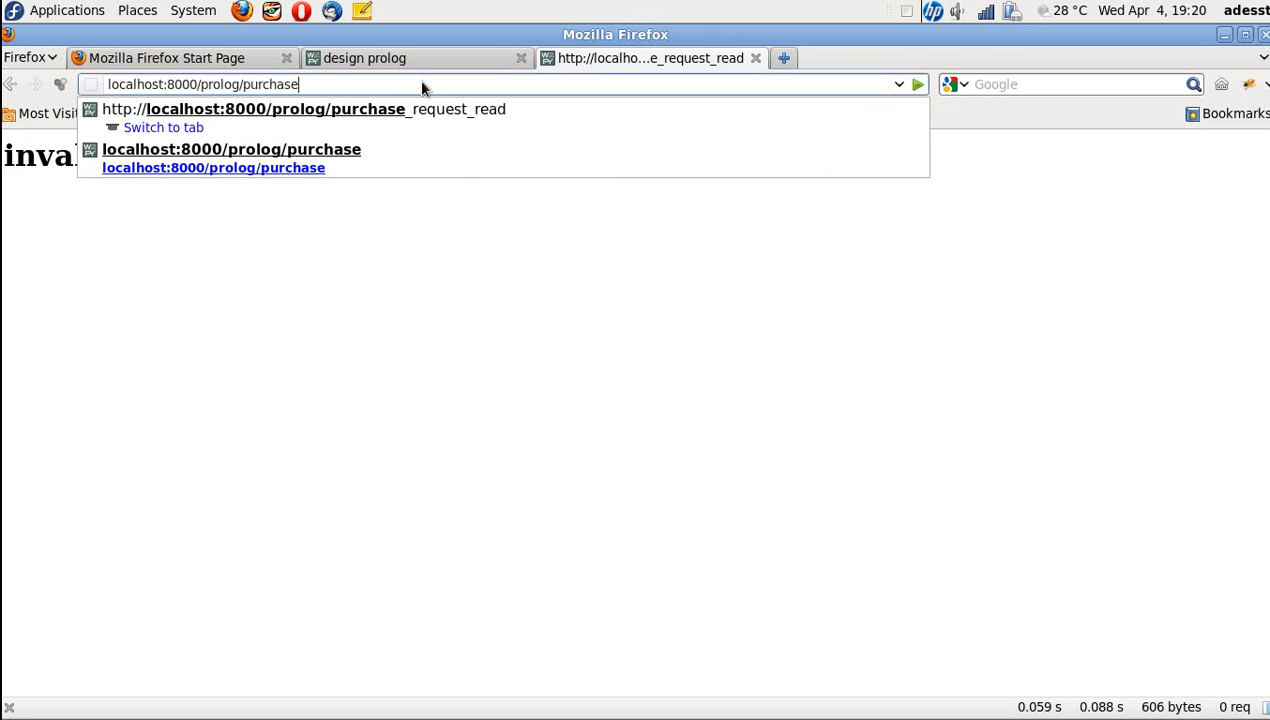 Applications Places System 28 °C Wed Apr 4, 19:20 adesst
Mozilla Firefox
Firefox Mozilla Firefox Start Page design prolog http://localho...e_request_read
localhost:8000/prolog/purchase Google
Most Visit Bookmarks
http://localhost:8000/prolog/purchase_request_read
Switch to tab
localhost:8000/prolog/purchase
localhost:8000/prolog/purchase
inval
0.059 s 0.088 s 606 bytes 0 req